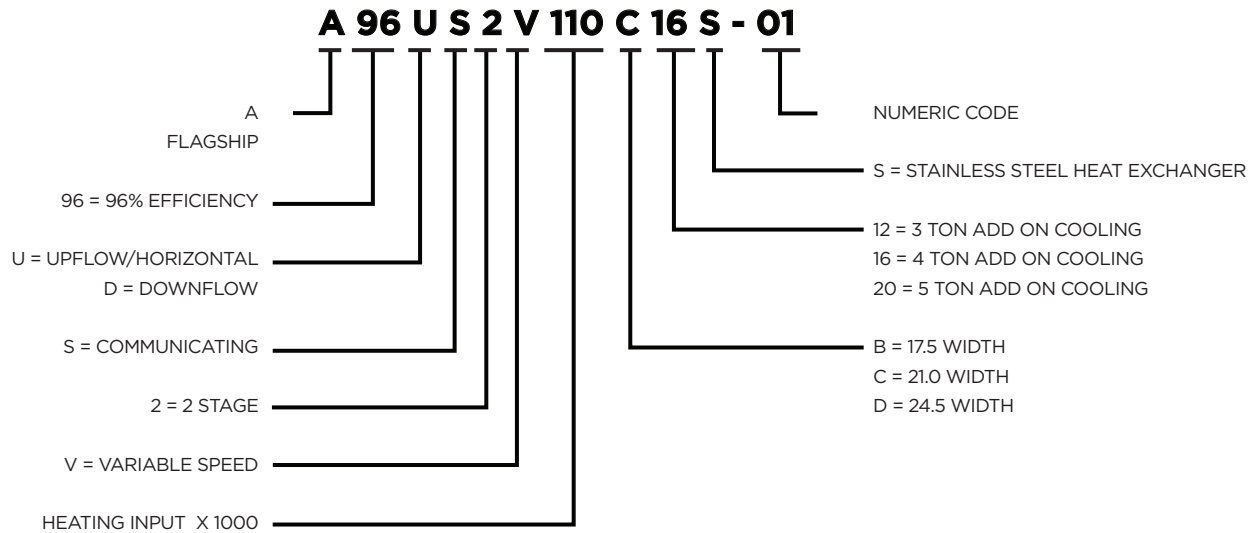 A 96 U S 2 V 110 C 16 S - 01
A
FLAGSHIP
96 = 96% EFFICIENCY
U = UPFLOW/HORIZONTAL
D = DOWNFLOW
S = COMMUNICATING
2 = 2 STAGE
V = VARIABLE SPEED
HEATING INPUT X 1000
NUMERIC CODE
S = STAINLESS STEEL HEAT EXCHANGER
12 = 3 TON ADD ON COOLING
16 = 4 TON ADD ON COOLING
20 = 5 TON ADD ON COOLING
B = 17.5 WIDTH
C = 21.0 WIDTH
D = 24.5 WIDTH